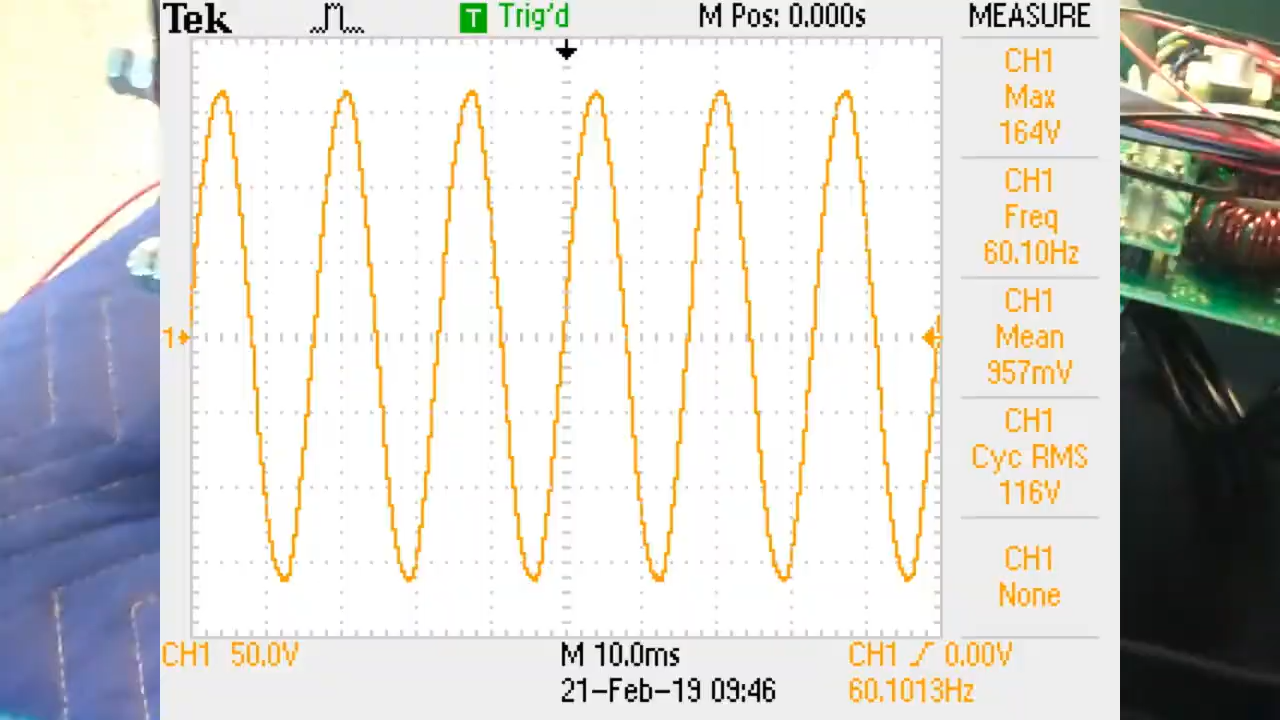 Tek T Trig'd M Pos: 0.000s MEASURE
CH1
Max
164V
CH1
Freq
60.10Hz
CH1
Mean
957mV
CH1
Cyc RMS
116V
CH1
None
1
CH1 50.0V M 10.0ms CH1 0.00V
21-Feb-19 09:46 60.1013Hz